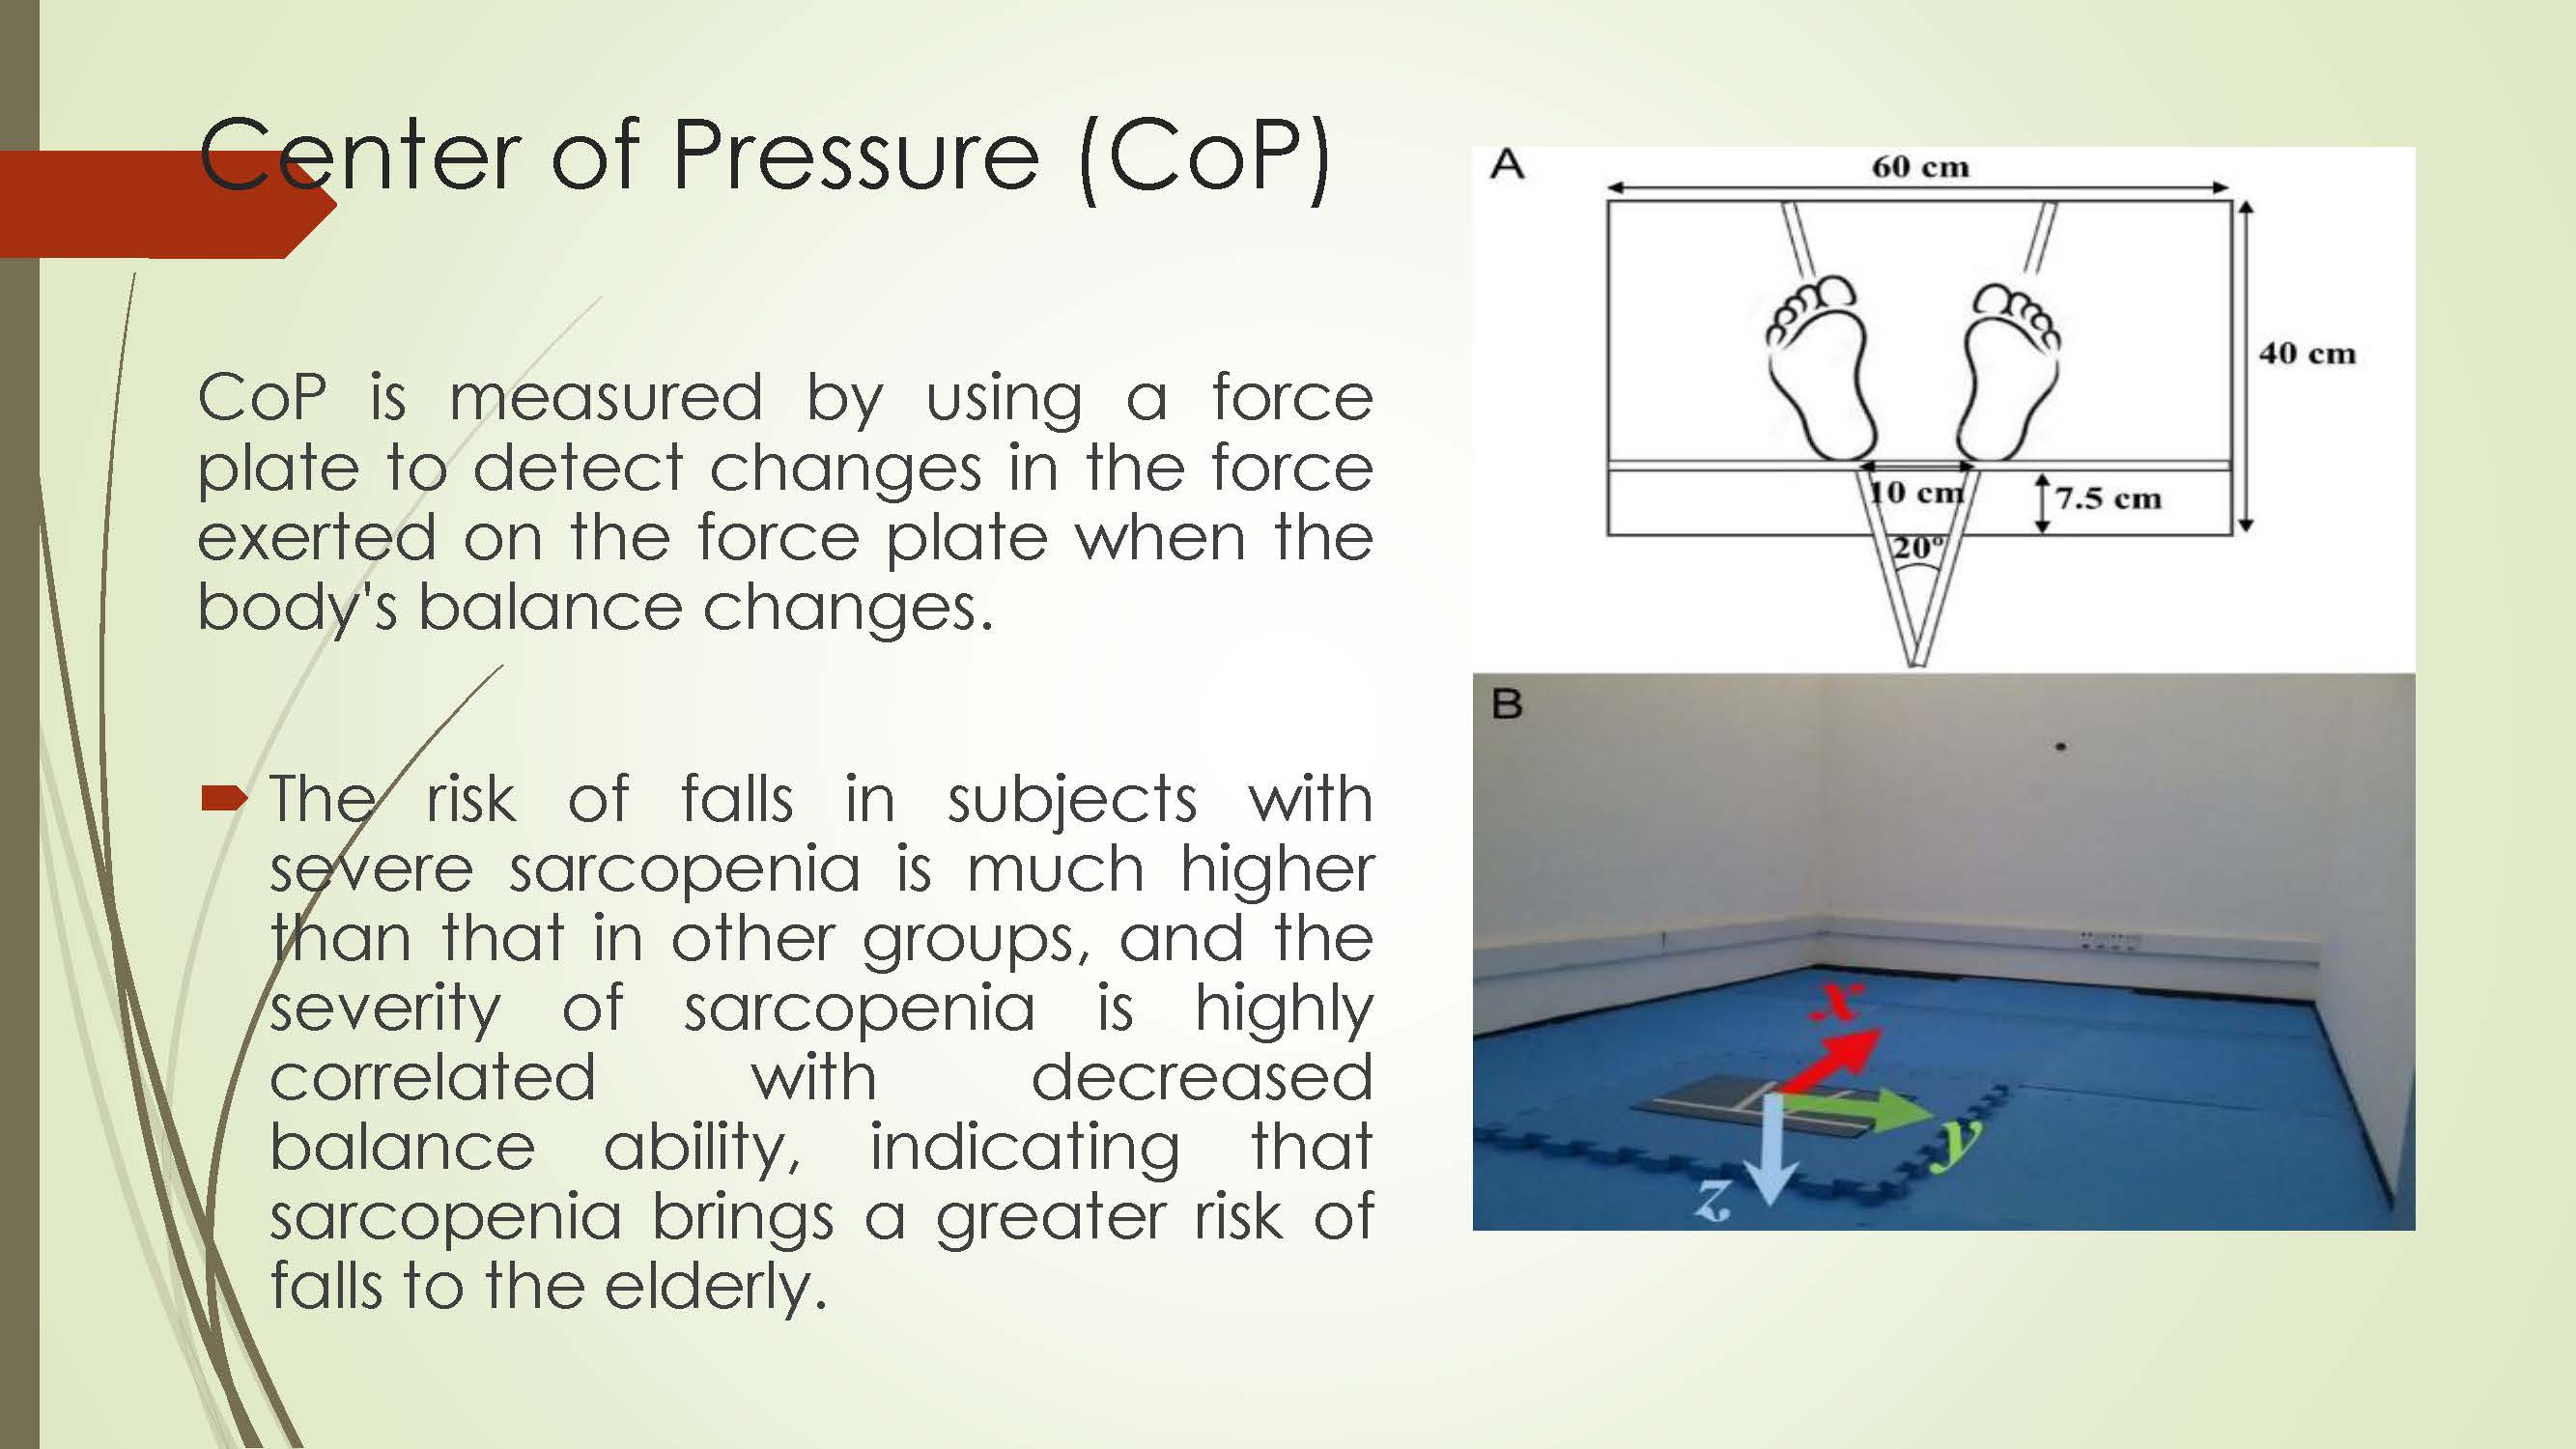 Center of Pressure (CoP)
CoP is measured by using a force
plate to detect changes in the force
exerted on the force plate when the
body's balance changes.
The risk of falls in subjects with
severe sarcopenia is much higher
than that in other groups, and the
severity of sarcopenia is highly
correlated with decreased
balance ability, indicating that
sarcopenia brings a greater risk of
falls to the elderly.
A
60 cm
40 cm
10 cm
7.5 cm
20°
B
x
y
z